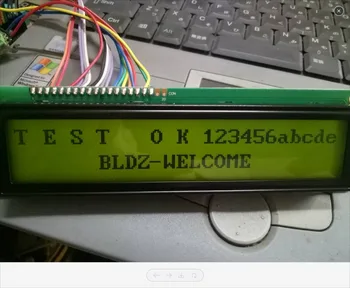 T E S T  O K 123456abcde
BLDZ-WELCOME